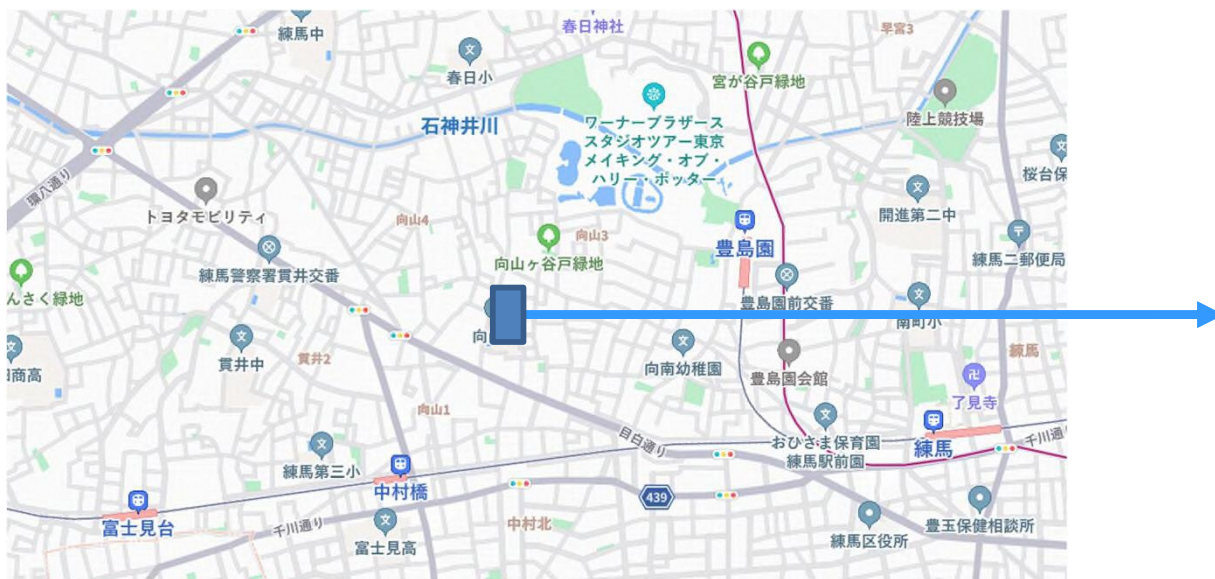 春日神社
早宮3
練馬中
春日小
宮が谷戸緑地
陸上競技場
石神井川
ワーナーブラザース
スタジオツアー東京
メイキング・オブ・
ハリー・ポッター
桜台保
環八通り
トヨタモビリティ
向山4
向山3
開進第二中
豊島園
向山ヶ谷戸緑地
練馬二郵便局
練馬警察署貫井交番
んさく緑地
豊島園前交番
南町小
向
貫井中
貫井2
向南幼稚園
豊島園会館
練馬
田商高
了見寺
向山1
目白通り
おひさま保育園
練馬駅前園
練馬
千川通り
練馬第三小
中村橋
439
富士見台
千川通り
富士見高
中村北
練馬区役所
豊玉保健相談所